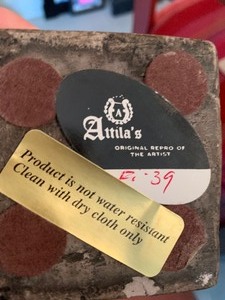 A
Attila's
ORIGINAL REPRO OF
THE ARTIST
Ei-39
Product is not water resistant
Clean with dry cloth only